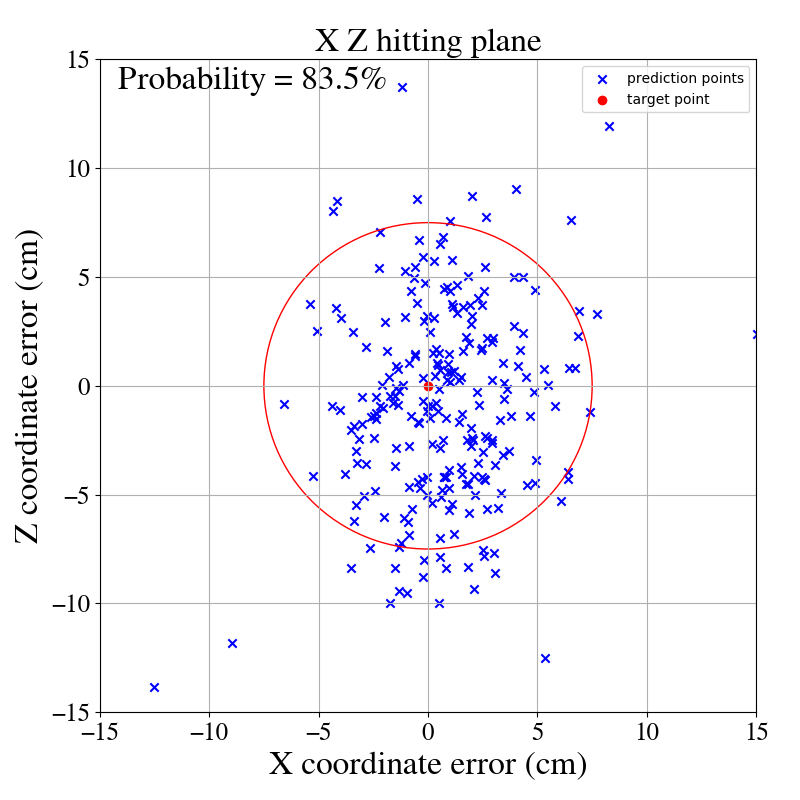 X Z hitting plane
Probability = 83.5%
prediction points
target point
15
10
5
0
−5
−10
−15
Z coordinate error (cm)
−15 −10 −5 0 5 10 15
X coordinate error (cm)